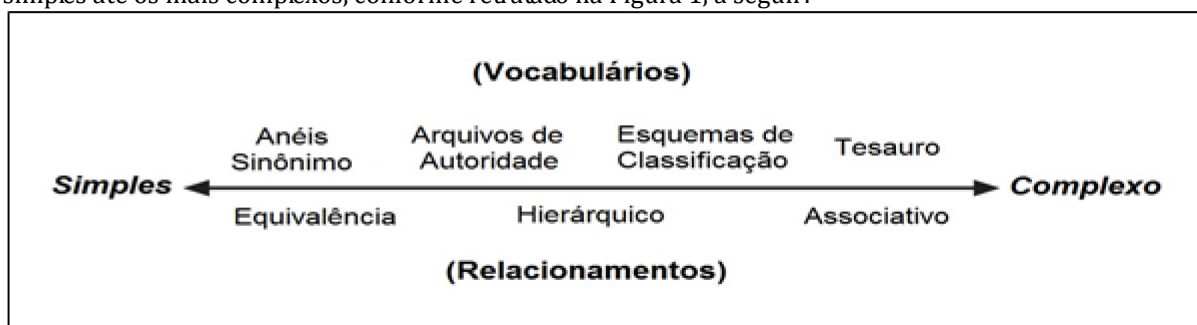 simples até os mais complexos, conforme retratado na Figura 1, a seguir:
(Vocabulários)
Anéis Sinônimo
Arquivos de Autoridade
Esquemas de Classificação
Tesauro
Simples
Complexo
Equivalência
Hierárquico
Associativo
(Relacionamentos)